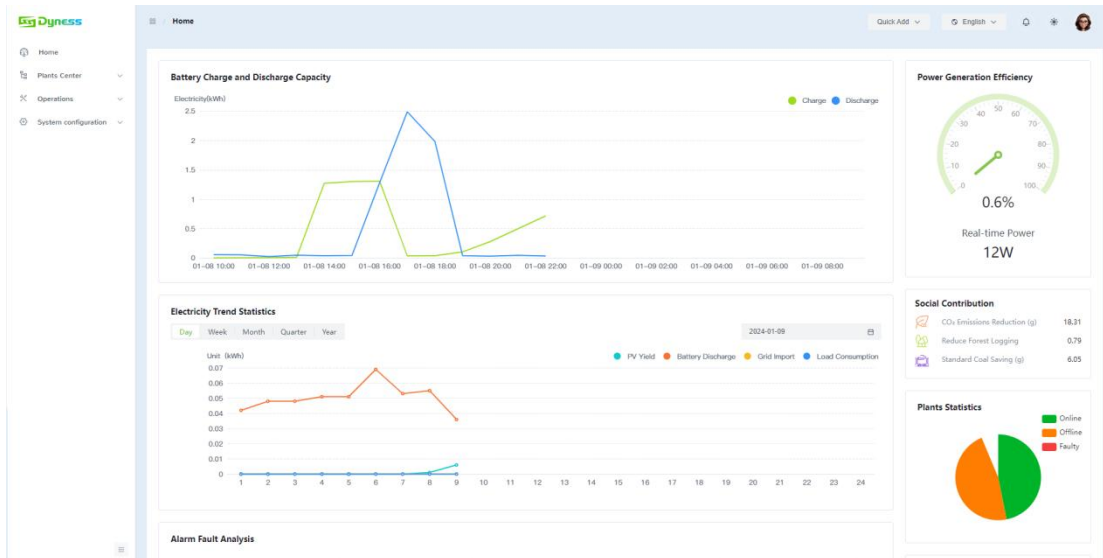 Dyness
Home
Quick Add
English
Home
Plants Center
Operations
System configuration
Battery Charge and Discharge Capacity
Electricity(kWh)
Charge Discharge
2.5
2
1.5
1
0.5
0
01-08 10:00 01-08 12:00 01-08 14:00 01-08 16:00 01-08 18:00 01-08 20:00 01-08 22:00 01-09 00:00 01-09 02:00 01-09 04:00 01-09 06:00 01-09 08:00
Power Generation Efficiency
0 10 20 30 40 50 60 70 80 90 100
0.6%
Real-time Power
12W
Electricity Trend Statistics
Day Week Month Quarter Year
2024-01-09
Unit (kWh)
PV Yield Battery Discharge Grid Import Load Consumption
0.07
0.06
0.05
0.04
0.03
0.02
0.01
0
1 2 3 4 5 6 7 8 9 10 11 12 13 14 15 16 17 18 19 20 21 22 23 24
Social Contribution
CO₂ Emissions Reduction (g) 18.31
Reduce Forest Logging 0.79
Standard Coal Saving (g) 6.05
Plants Statistics
Online
Offline
Faulty
Alarm Fault Analysis